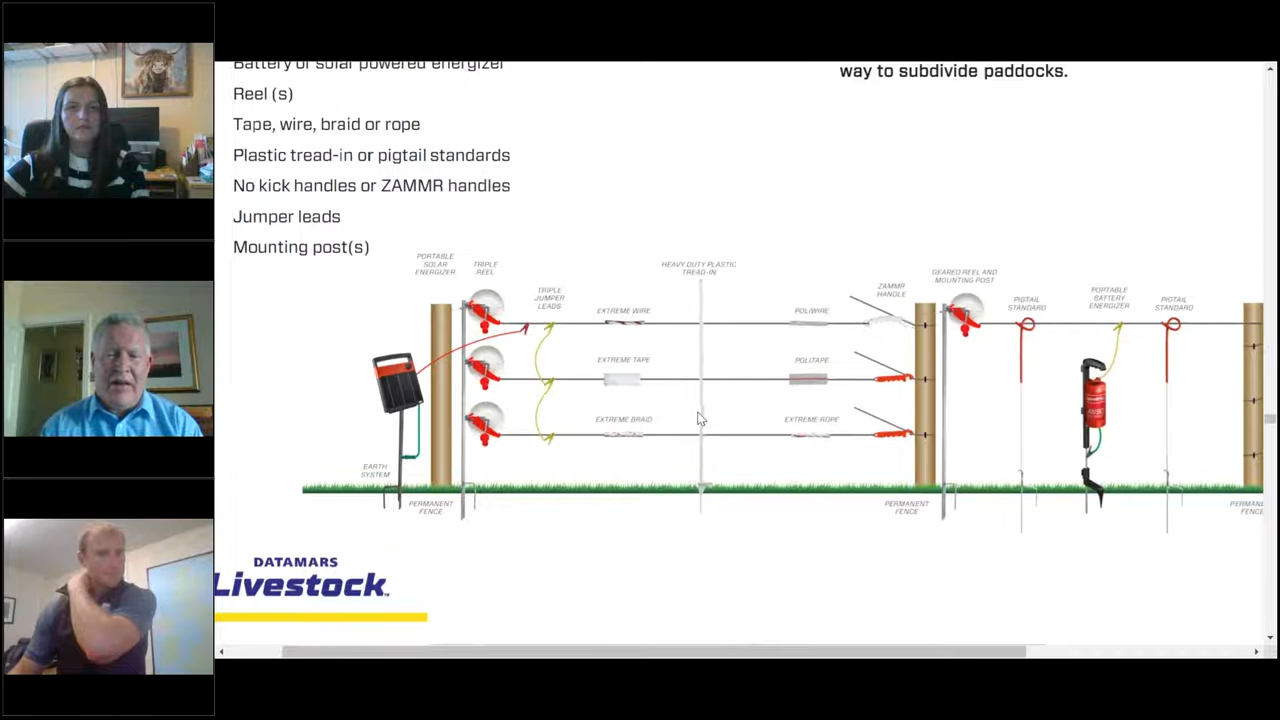 Battery or solar powered energizer
way to subdivide paddocks.
Reel (s)
Tape, wire, braid or rope
Plastic tread-in or pigtail standards
No kick handles or ZAMMR handles
Jumper leads
Mounting post(s)
PORTABLE
SOLAR
ENERGIZER
TRIPLE
REEL
TRIPLE
JUMPER
LEADS
EXTREME WIRE
HEAVY DUTY PLASTIC
TREAD-IN
POLIWIRE
ZAMMR
HANDLE
GEARED REEL AND
MOUNTING POST
PIGTAIL
STANDARD
PORTABLE
BATTERY
ENERGIZER
PIGTAIL
STANDARD
EXTREME TAPE
POLITAPE
EXTREME BRAID
EXTREME ROPE
EARTH
SYSTEM
PERMANENT
FENCE
PERMANENT
FENCE
PERMAN
FENC
DATAMARS
Livestock™